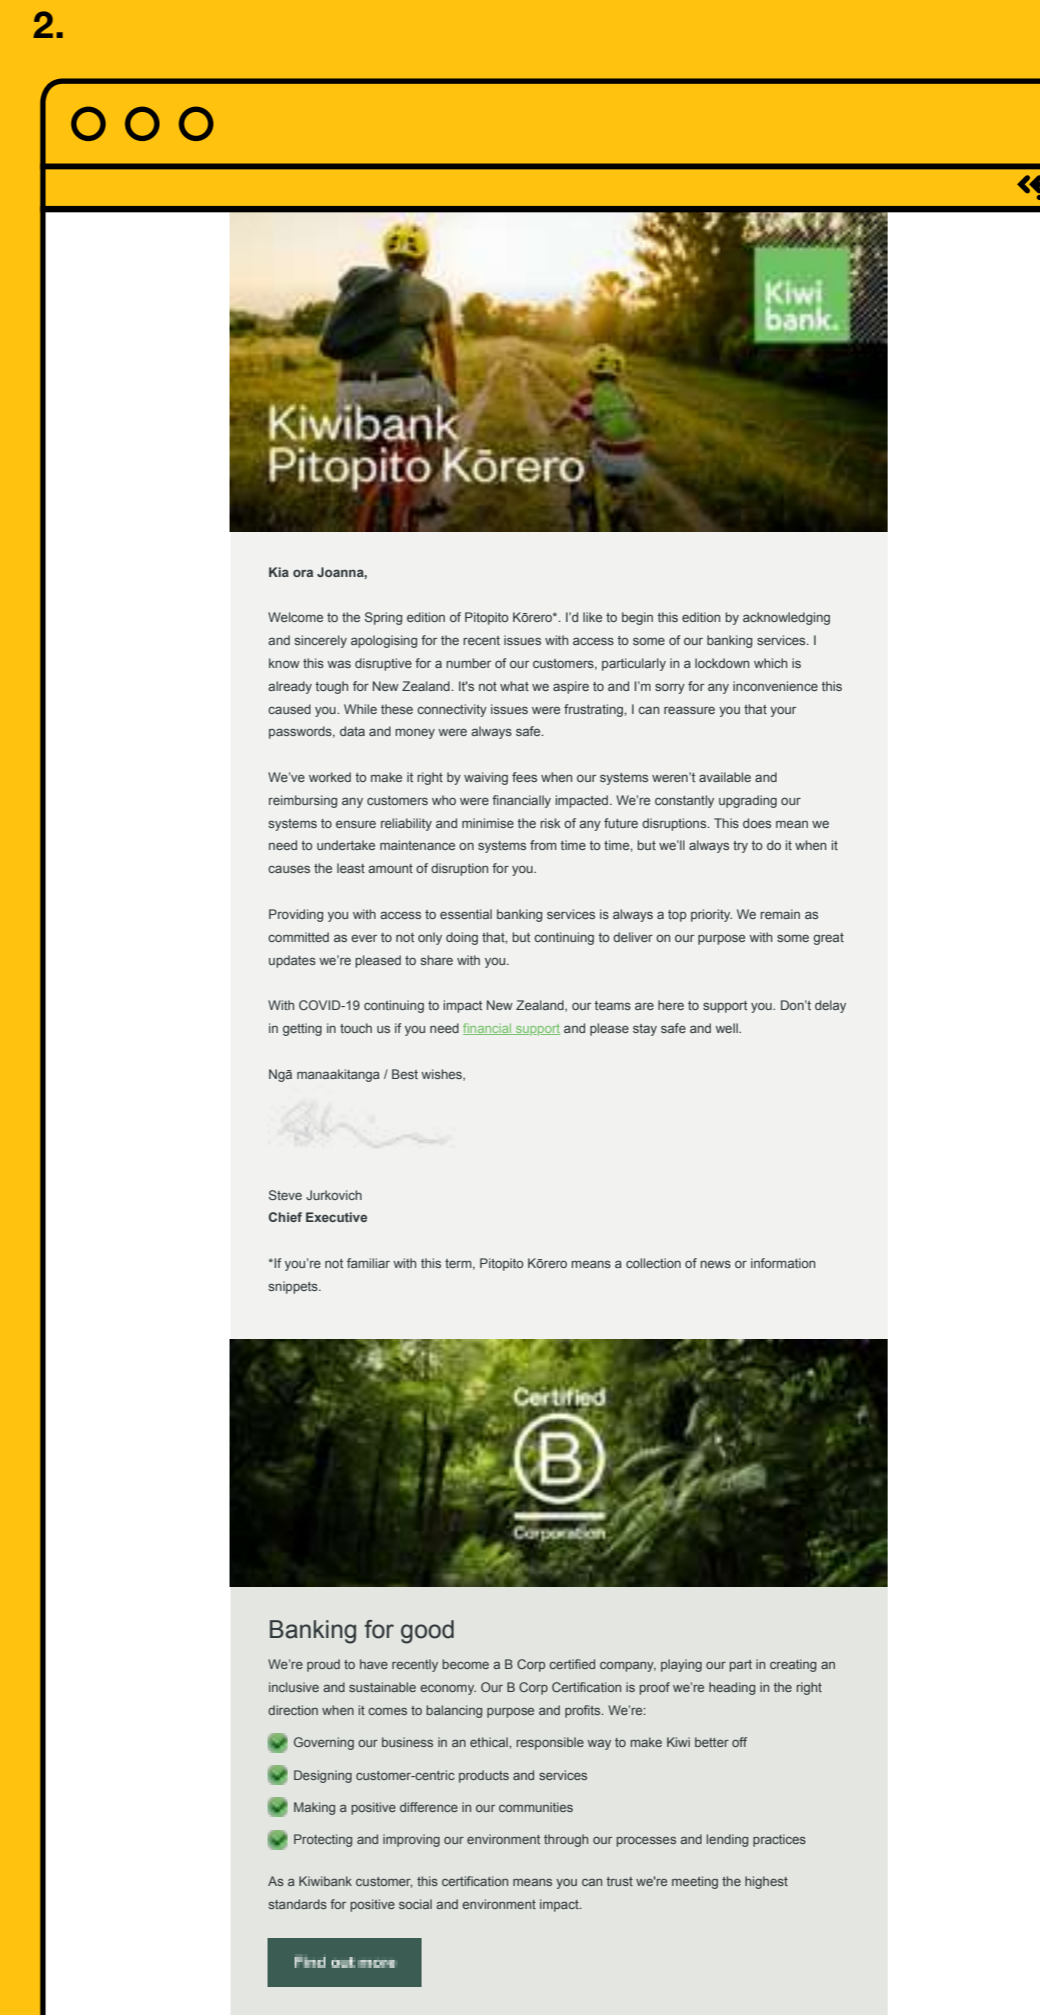 2.
Kiwi
bank.
Kiwibank
Pitopito Kōrero
Kia ora Joanna,
Welcome to the Spring edition of Pitopito Kōrero*. I'd like to begin this edition by acknowledging
and sincerely apologising for the recent issues with access to some of our banking services. I
know this was disruptive for a number of our customers, particularly in a lockdown which is
already tough for New Zealand. It's not what we aspire to and I'm sorry for any inconvenience this
caused you. While these connectivity issues were frustrating, I can reassure you that your
passwords, data and money were always safe.
We've worked to make it right by waiving fees when our systems weren't available and
reimbursing any customers who were financially impacted. We're constantly upgrading our
systems to ensure reliability and minimise the risk of any future disruptions. This does mean we
need to undertake maintenance on systems from time to time, but we'll always try to do it when it
causes the least amount of disruption for you.
Providing you with access to essential banking services is always a top priority. We remain as
committed as ever to not only doing that, but continuing to deliver on our purpose with some great
updates we're pleased to share with you.
With COVID-19 continuing to impact New Zealand, our teams are here to support you. Don't delay
in getting in touch us if you need financial support and please stay safe and well.
Ngā manaakitanga / Best wishes,
Steve Jurkovich
Chief Executive
*If you're not familiar with this term, Pitopito Kōrero means a collection of news or information
snippets.
Certified
B
Corporation
Banking for good
We're proud to have recently become a B Corp certified company, playing our part in creating an
inclusive and sustainable economy. Our B Corp Certification is proof we're heading in the right
direction when it comes to balancing purpose and profits. We're:
Governing our business in an ethical, responsible way to make Kiwi better off
Designing customer-centric products and services
Making a positive difference in our communities
Protecting and improving our environment through our processes and lending practices
As a Kiwibank customer, this certification means you can trust we're meeting the highest
standards for positive social and environment impact.
Find out more